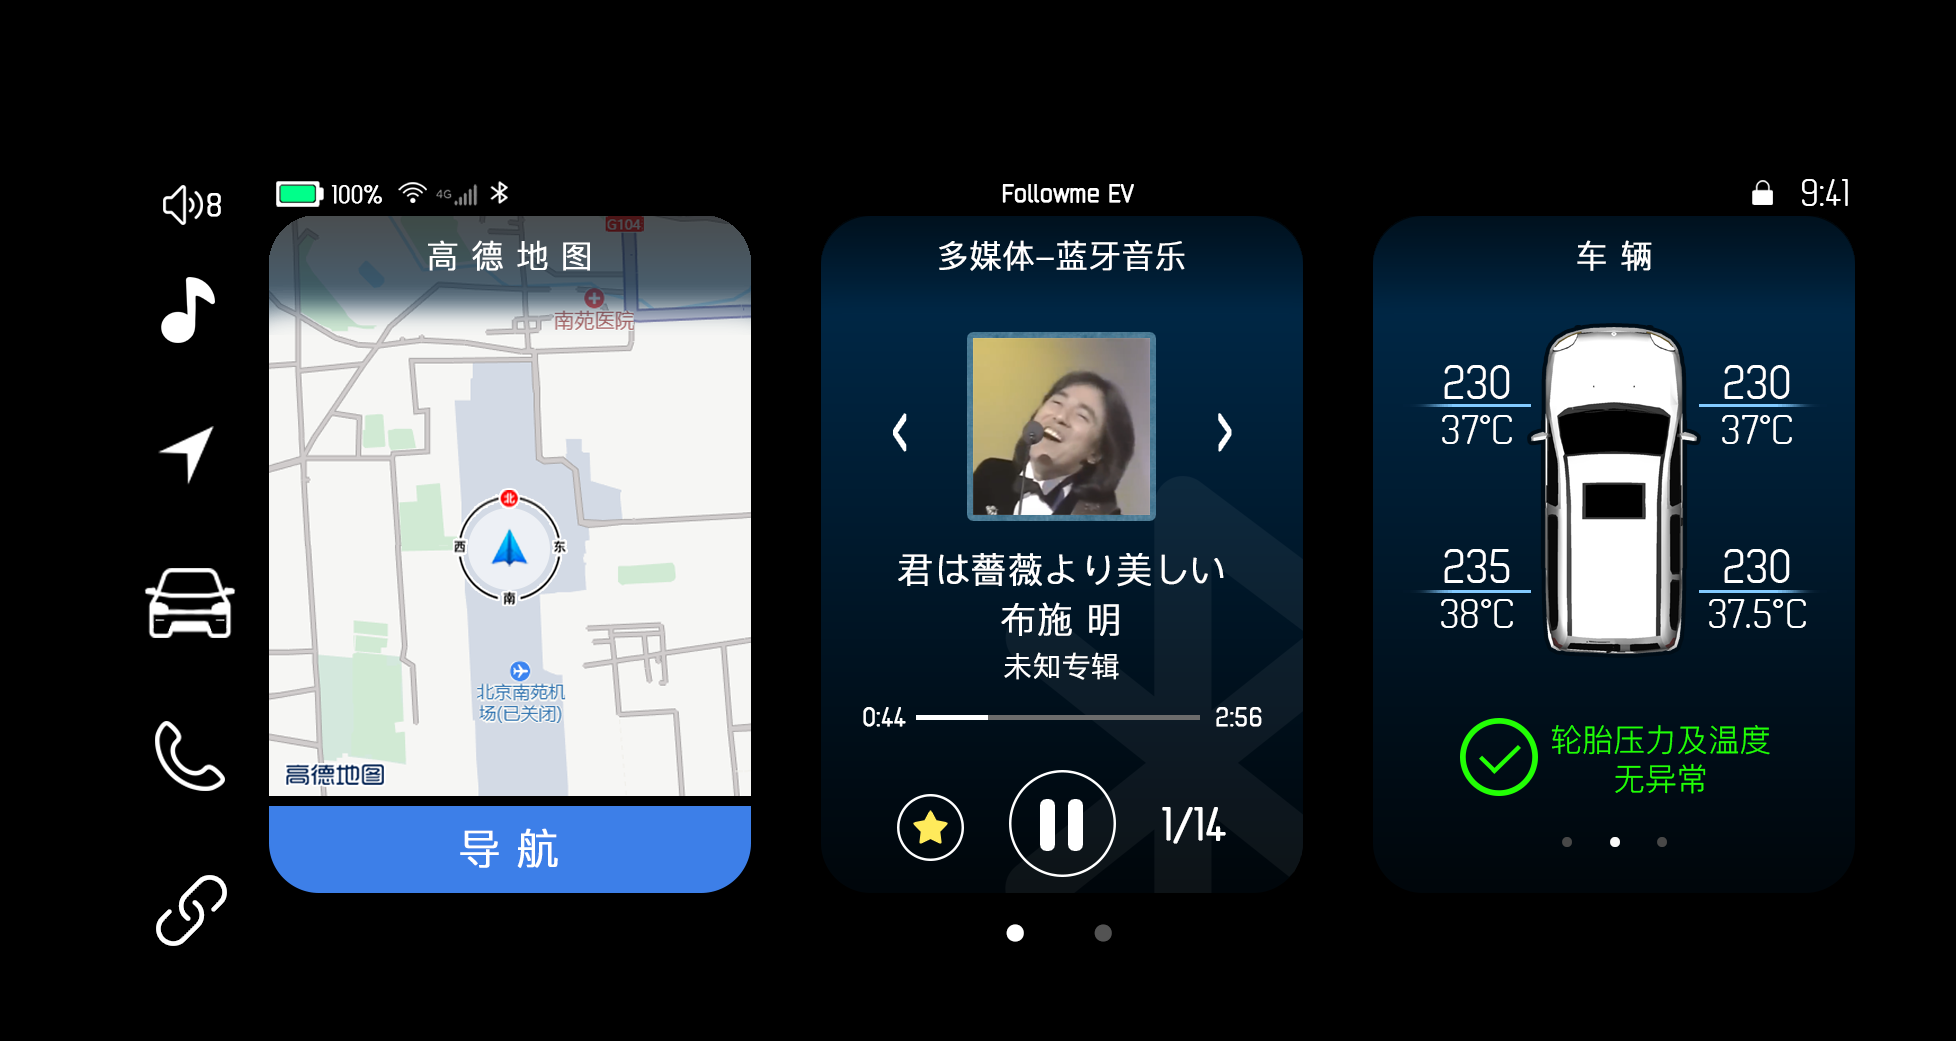 8
100%
4G
Followme EV
9:41
高德地图
G104
南苑医院
北
西
东
南
北京南苑机
场(已关闭)
高德地图
导航
多媒体–蓝牙音乐
君は薔薇より美しい
布施 明
未知专辑
0:44
2:56
1/14
车辆
230
37°C
230
37°C
235
38°C
230
37.5°C
轮胎压力及温度
无异常